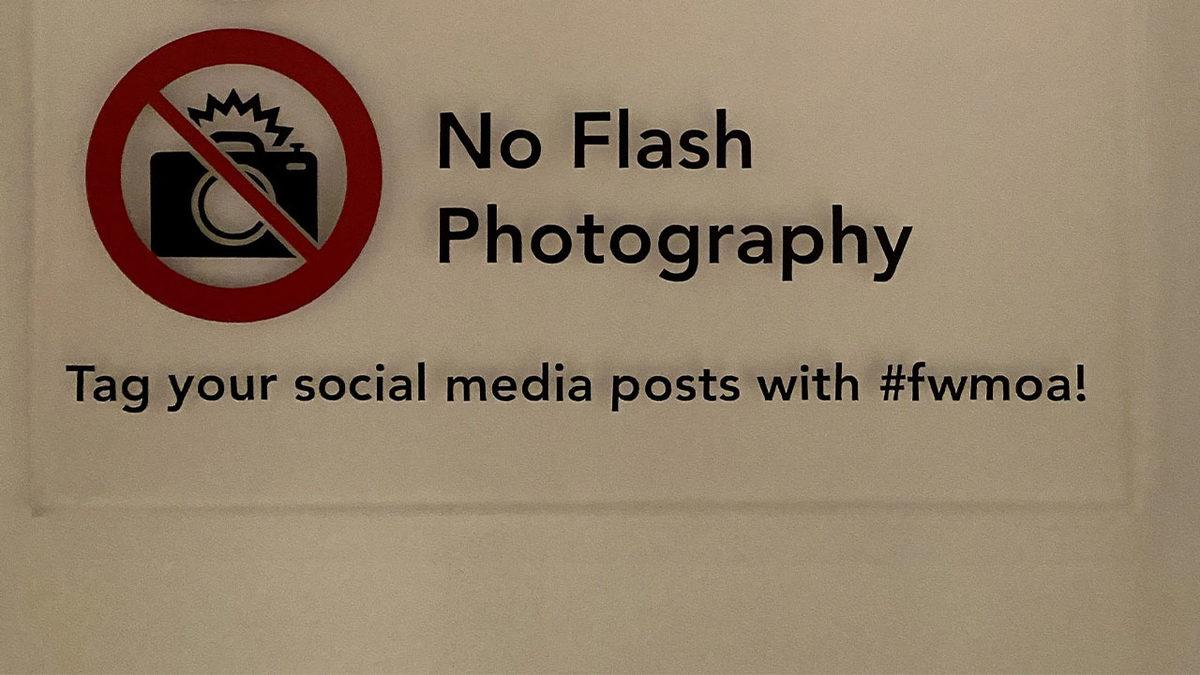 No Flash
Photography
Tag your social media posts with #fwmoa!